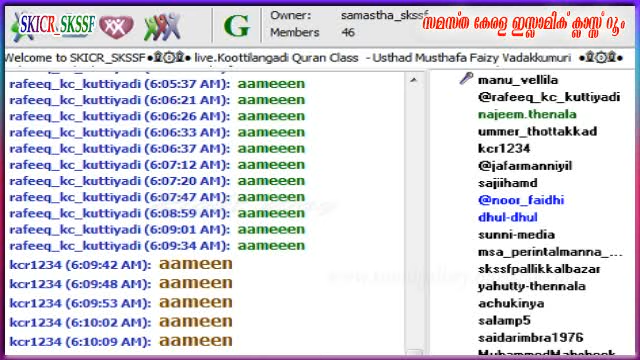 SKICR_SKSSF
G
Owner: samastha_skssf
Members 46
സമസ്ത കേരള ഇസ്ലാമിക് ക്ലാസ്സ് റൂം
Welcome to SKICR_SKSSF●۩۞۩● live.Koottilangadi Quran Class - Usthad Musthafa Faizy Vadakkumuri ●۩۞۩●
rafeeq_kc_kuttiyadi (6:05:37 AM): aameeen
rafeeq_kc_kuttiyadi (6:06:21 AM): aameeen
rafeeq_kc_kuttiyadi (6:06:26 AM): aameeen
rafeeq_kc_kuttiyadi (6:06:33 AM): aameeen
rafeeq_kc_kuttiyadi (6:06:37 AM): aameeen
rafeeq_kc_kuttiyadi (6:07:12 AM): aameeen
rafeeq_kc_kuttiyadi (6:07:20 AM): aameeen
rafeeq_kc_kuttiyadi (6:07:47 AM): aameeen
rafeeq_kc_kuttiyadi (6:08:59 AM): aameeen
rafeeq_kc_kuttiyadi (6:09:01 AM): aameeen
rafeeq_kc_kuttiyadi (6:09:34 AM): aameeen
kcr1234 (6:09:42 AM): aameen
kcr1234 (6:09:48 AM): aameen
kcr1234 (6:09:53 AM): aameen
kcr1234 (6:10:02 AM): aameen
kcr1234 (6:10:09 AM): aameen
manu_vellila
@rafeeq_kc_kuttiyadi
najeem.thenala
ummer_thottakkad
kcr1234
@jafarmanniyil
sajiihamd
@noor_faidhi
dhul-dhul
sunni-media
msa_perintalmanna_...
skssfpallikkalbazar
yahutty-thennala
achukinya
salamp5
saidarimbra1976
MuhammedMahaboob